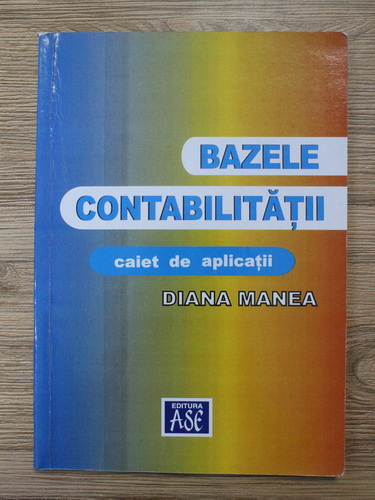 BAZELE
CONTABILITĂȚII
caiet de aplicații
DIANA MANEA
EDITURA
ASE